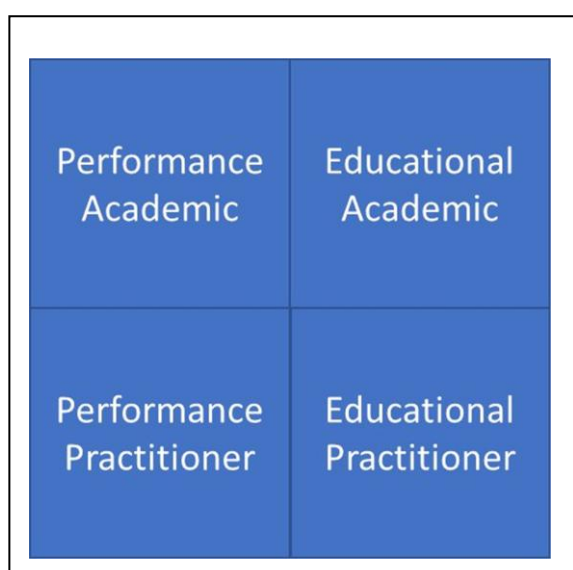 Performance
Academic
Educational
Academic
Performance
Practitioner
Educational
Practitioner